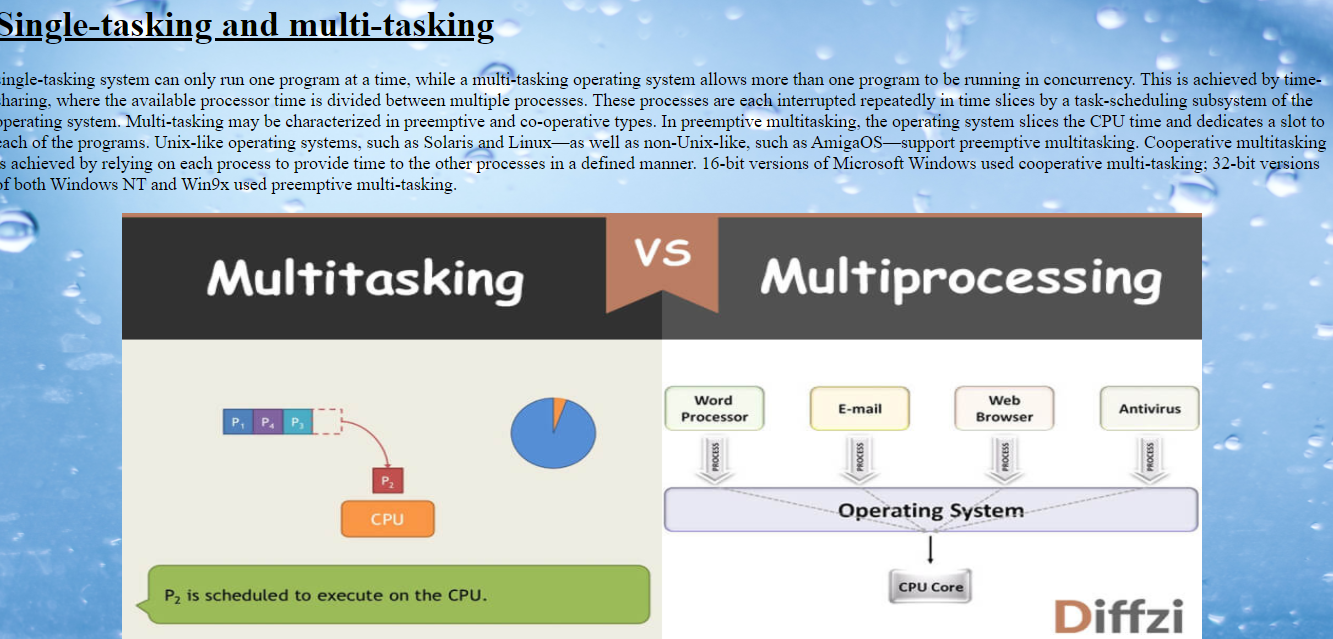 Single-tasking and multi-tasking
ingle-tasking system can only run one program at a time, while a multi-tasking operating system allows more than one program to be running in concurrency. This is achieved by time-
haring, where the available processor time is divided between multiple processes. These processes are each interrupted repeatedly in time slices by a task-scheduling subsystem of the
operating system. Multi-tasking may be characterized in preemptive and co-operative types. In preemptive multitasking, the operating system slices the CPU time and dedicates a slot to
each of the programs. Unix-like operating systems, such as Solaris and Linux—as well as non-Unix-like, such as AmigaOS—support preemptive multitasking. Cooperative multitasking
s achieved by relying on each process to provide time to the other processes in a defined manner. 16-bit versions of Microsoft Windows used cooperative multi-tasking; 32-bit versions
of both Windows NT and Win9x used preemptive multi-tasking.
Multitasking
VS
Multiprocessing
P1 P4 P3
P2
CPU
P2 is scheduled to execute on the CPU.
Word
Processor
E-mail
Web
Browser
Antivirus
PROCESS
PROCESS
PROCESS
PROCESS
Operating System
CPU Core
Diffzi